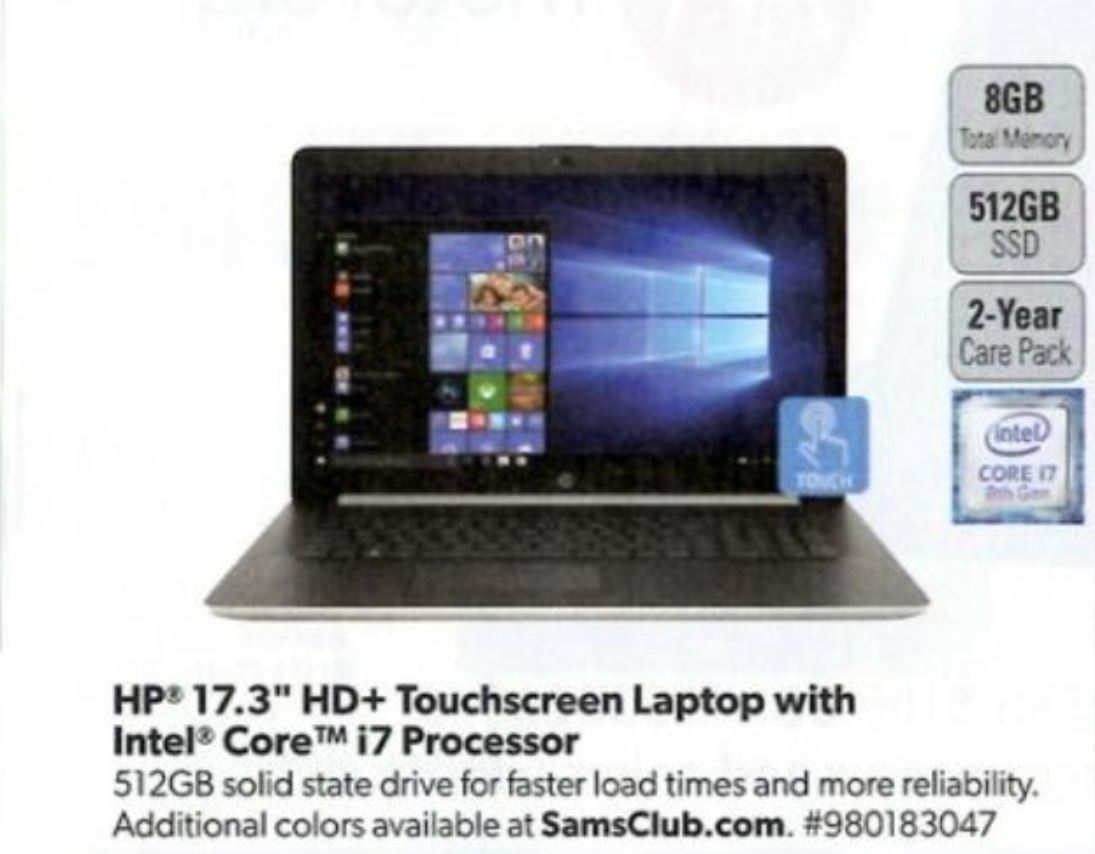 8GB
Total Memory
512GB
SSD
2-Year
Care Pack
intel
CORE i7
8th Gen
TOUCH
HP® 17.3" HD+ Touchscreen Laptop with
Intel® Core™ i7 Processor
512GB solid state drive for faster load times and more reliability.
Additional colors available at SamsClub.com. #980183047